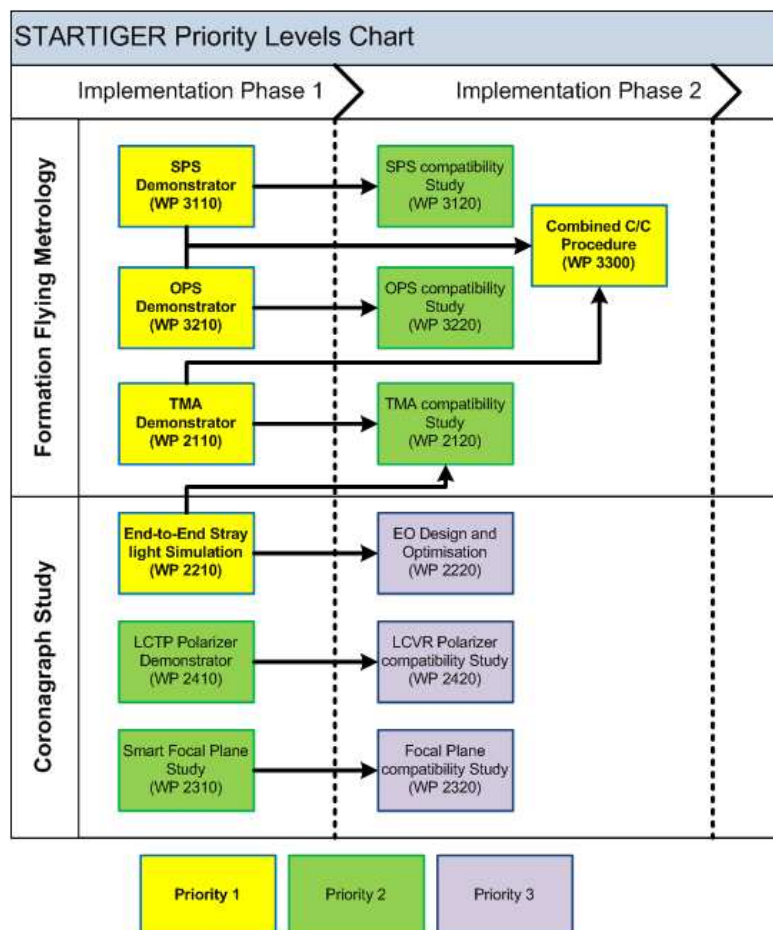 STARTIGER Priority Levels Chart
Implementation Phase 1
Implementation Phase 2
Formation Flying Metrology
SPS
Demonstrator
(WP 3110)
SPS compatibility
Study
(WP 3120)
Combined C/C
Procedure
(WP 3300)
OPS
Demonstrator
(WP 3210)
OPS compatibility
Study
(WP 3220)
TMA
Demonstrator
(WP 2110)
TMA compatibility
Study
(WP 2120)
Coronagraph Study
End-to-End Stray
light Simulation
(WP 2210)
EO Design and
Optimisation
(WP 2220)
LCTP Polarizer
Demonstrator
(WP 2410)
LCVR Polarizer
compatibility Study
(WP 2420)
Smart Focal Plane
Study
(WP 2310)
Focal Plane
compatibility Study
(WP 2320)
Priority 1
Priority 2
Priority 3